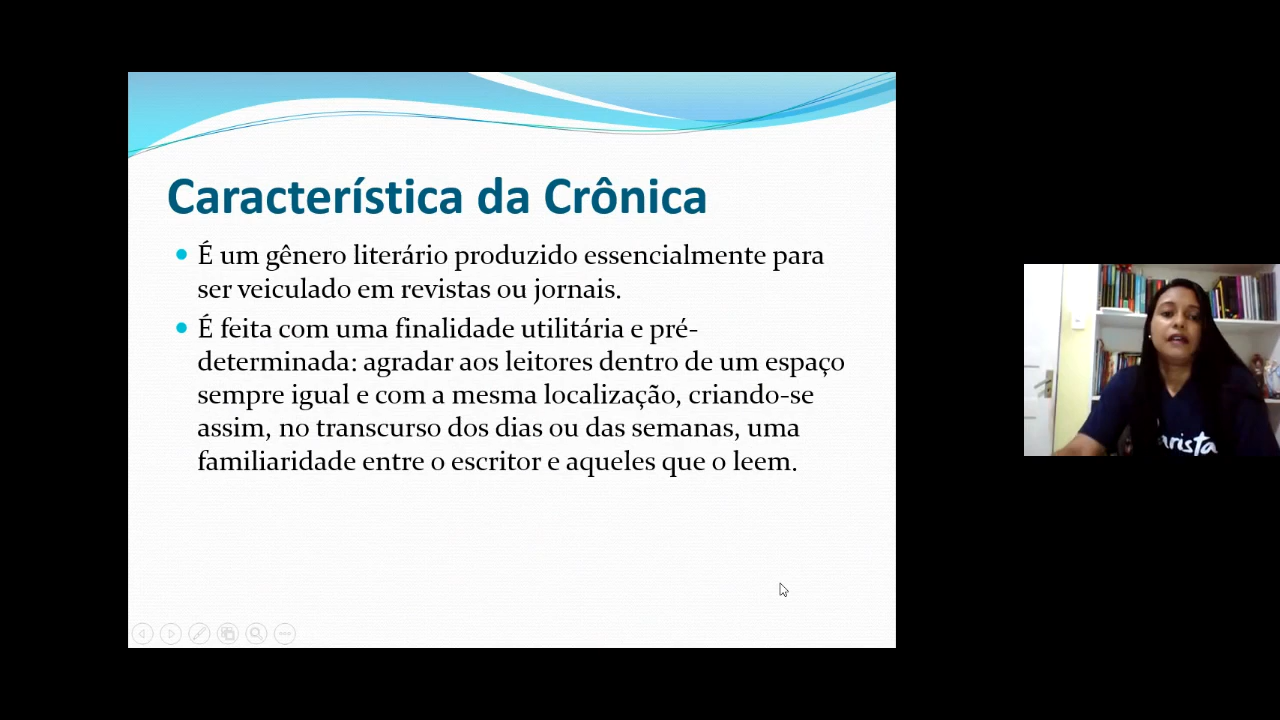 Característica da Crônica
É um gênero literário produzido essencialmente para
ser veiculado em revistas ou jornais.
É feita com uma finalidade utilitária e pré-
determinada: agradar aos leitores dentro de um espaço
sempre igual e com a mesma localização, criando-se
assim, no transcurso dos dias ou das semanas, uma
familiaridade entre o escritor e aqueles que o leem.
arista